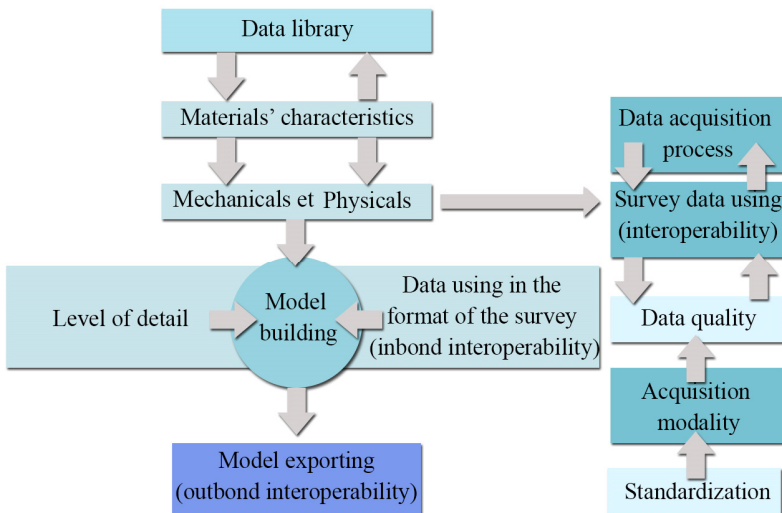 Data library
Materials' characteristics
Mechanicals et Physicals
Level of detail
Model
building
Data using in the
format of the survey
(inbond interoperability)
Model exporting
(outbond interoperability)
Data acquisition
process
Survey data using
(interoperability)
Data quality
Acquisition
modality
Standardization